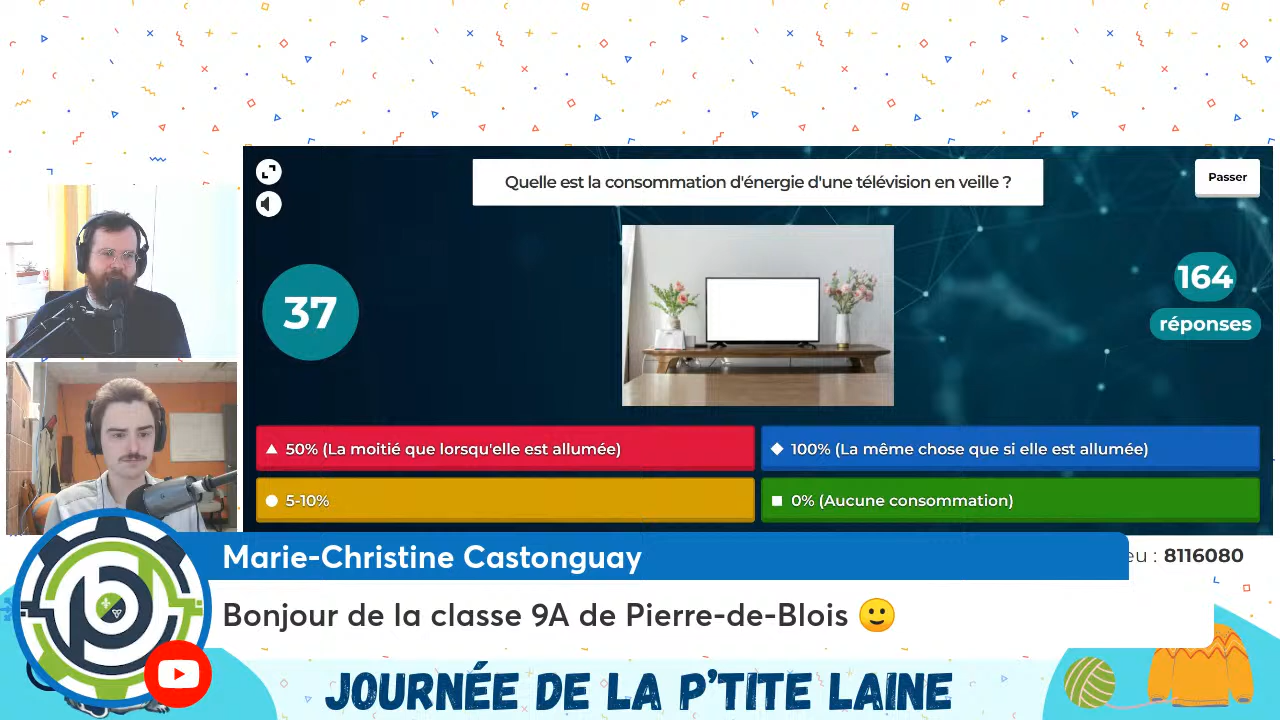 Quelle est la consommation d'énergie d'une télévision en veille ?
Passer
37
164
réponses
50% (La moitié que lorsqu'elle est allumée)
100% (La même chose que si elle est allumée)
5-10%
0% (Aucune consommation)
eu : 8116080
Marie-Christine Castonguay
Bonjour de la classe 9A de Pierre-de-Blois 🙂
JOURNÉE DE LA P'TITE LAINE